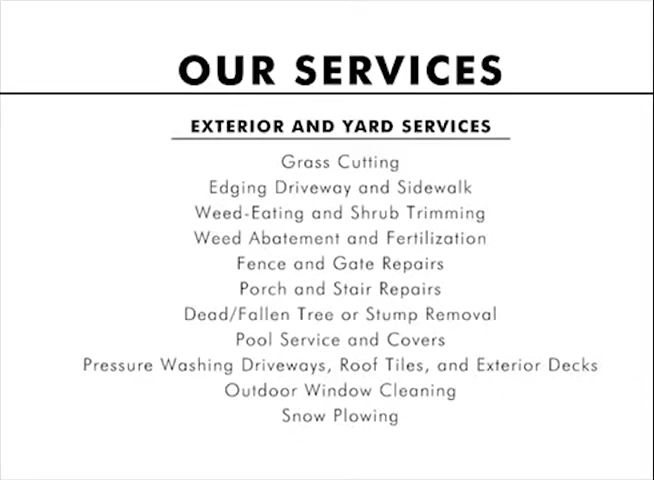 OUR SERVICES
EXTERIOR AND YARD SERVICES
Grass Cutting
Edging Driveway and Sidewalk
Weed-Eating and Shrub Trimming
Weed Abatement and Fertilization
Fence and Gate Repairs
Porch and Stair Repairs
Dead/Fallen Tree or Stump Removal
Pool Service and Covers
Pressure Washing Driveways, Roof Tiles, and Exterior Decks
Outdoor Window Cleaning
Snow Plowing